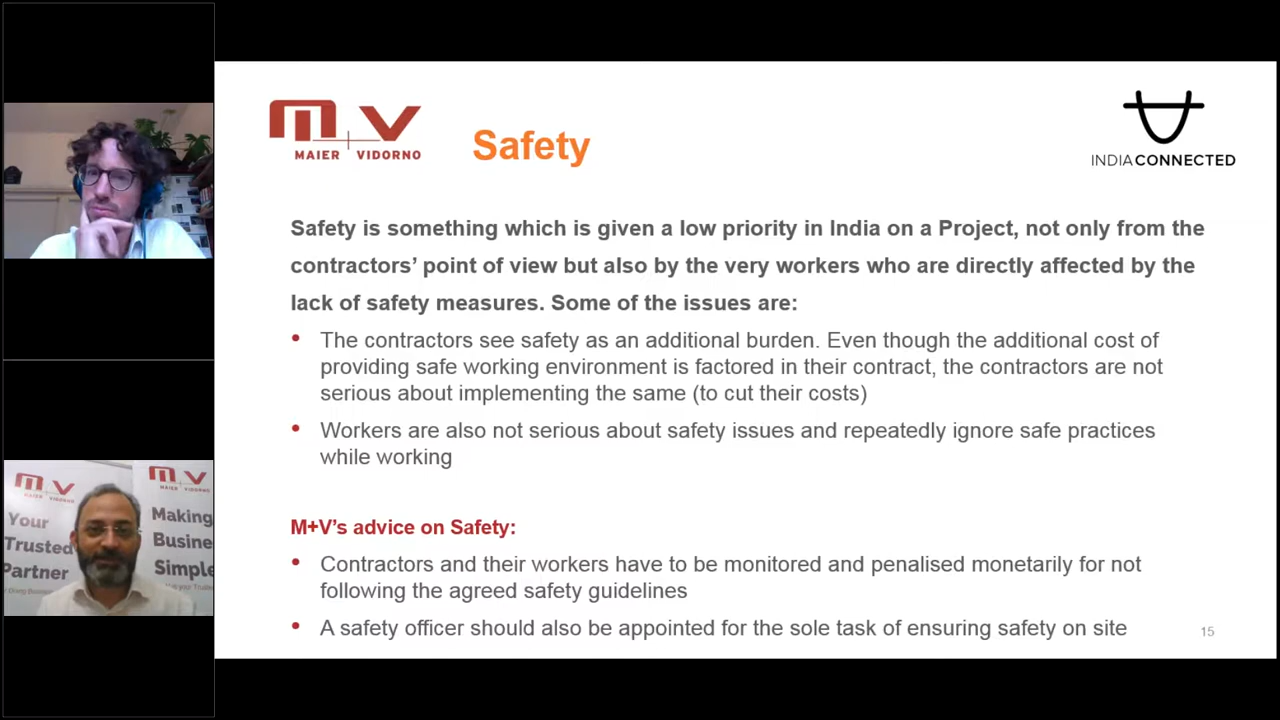 M+V
MAIER VIDORNO
Safety
INDIACONNECTED
Safety is something which is given a low priority in India on a Project, not only from the
contractors’ point of view but also by the very workers who are directly affected by the
lack of safety measures. Some of the issues are:
• The contractors see safety as an additional burden. Even though the additional cost of
providing safe working environment is factored in their contract, the contractors are not
serious about implementing the same (to cut their costs)
• Workers are also not serious about safety issues and repeatedly ignore safe practices
while working
M+V’s advice on Safety:
• Contractors and their workers have to be monitored and penalised monetarily for not
following the agreed safety guidelines
• A safety officer should also be appointed for the sole task of ensuring safety on site
15
M+V
MAIER VIDORNO
Your
Trusted
Partner
M+V
MAIER VIDORNO
Making
Busine
Simple